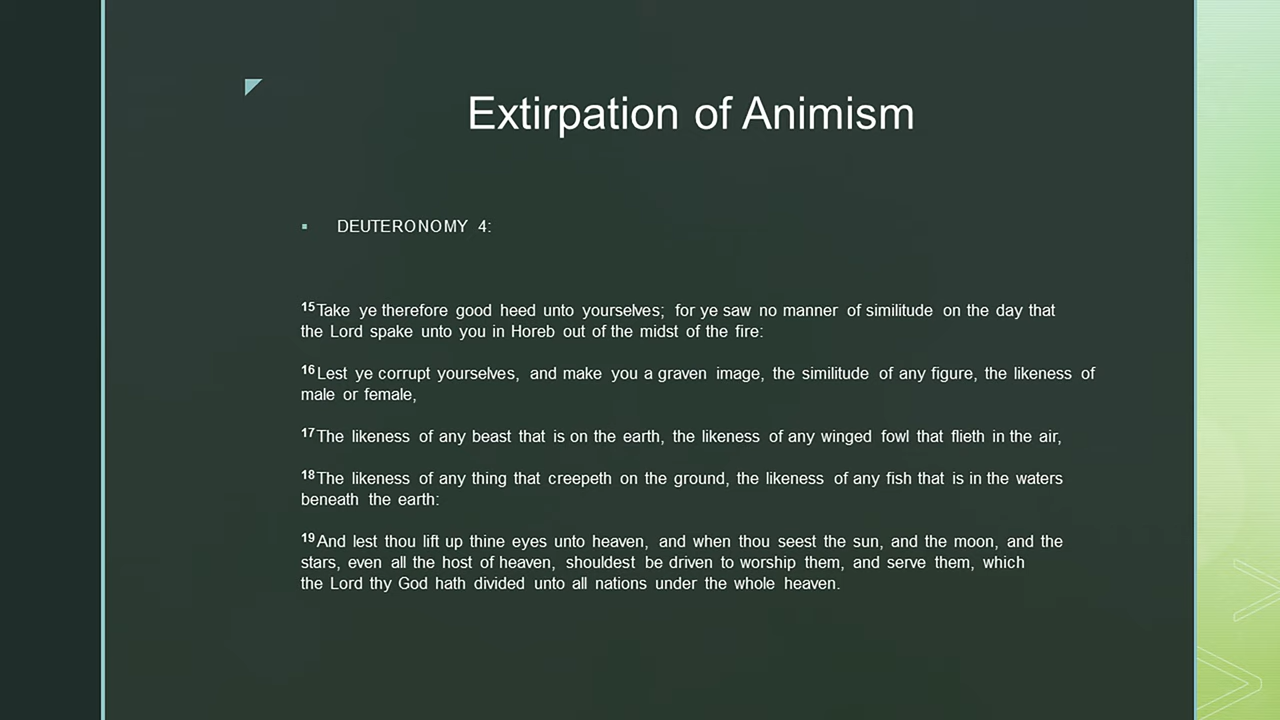 Extirpation of Animism
▪ DEUTERONOMY 4:
15Take ye therefore good heed unto yourselves; for ye saw no manner of similitude on the day that
the Lord spake unto you in Horeb out of the midst of the fire:
16Lest ye corrupt yourselves, and make you a graven image, the similitude of any figure, the likeness of
male or female,
17The likeness of any beast that is on the earth, the likeness of any winged fowl that flieth in the air,
18The likeness of any thing that creepeth on the ground, the likeness of any fish that is in the waters
beneath the earth:
19And lest thou lift up thine eyes unto heaven, and when thou seest the sun, and the moon, and the
stars, even all the host of heaven, shouldest be driven to worship them, and serve them, which
the Lord thy God hath divided unto all nations under the whole heaven.